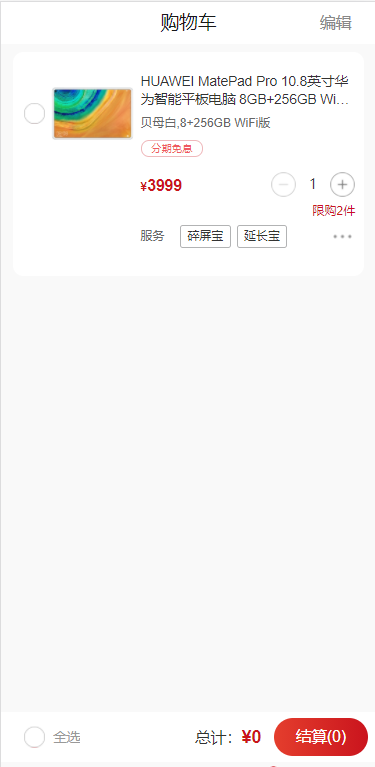 购物车
编辑
HUAWEI MatePad Pro 10.8英寸华
为智能平板电脑 8GB+256GB Wi...
贝母白,8+256GB WiFi版
分期免息
¥3999
1
限购2件
服务 碎屏宝 延长宝
全选
总计：¥0
结算(0)